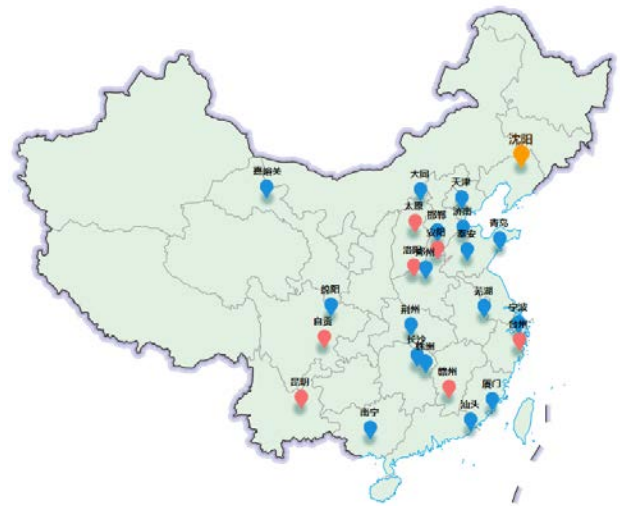 沈阳
嘉峪关
大同
天津
太原
邯郸
济南
安阳
泰安
青岛
洛阳
郑州
绵阳
荆州
芜湖
宁波
自贡
台州
长沙
株洲
赣州
昆明
厦门
南宁
汕头